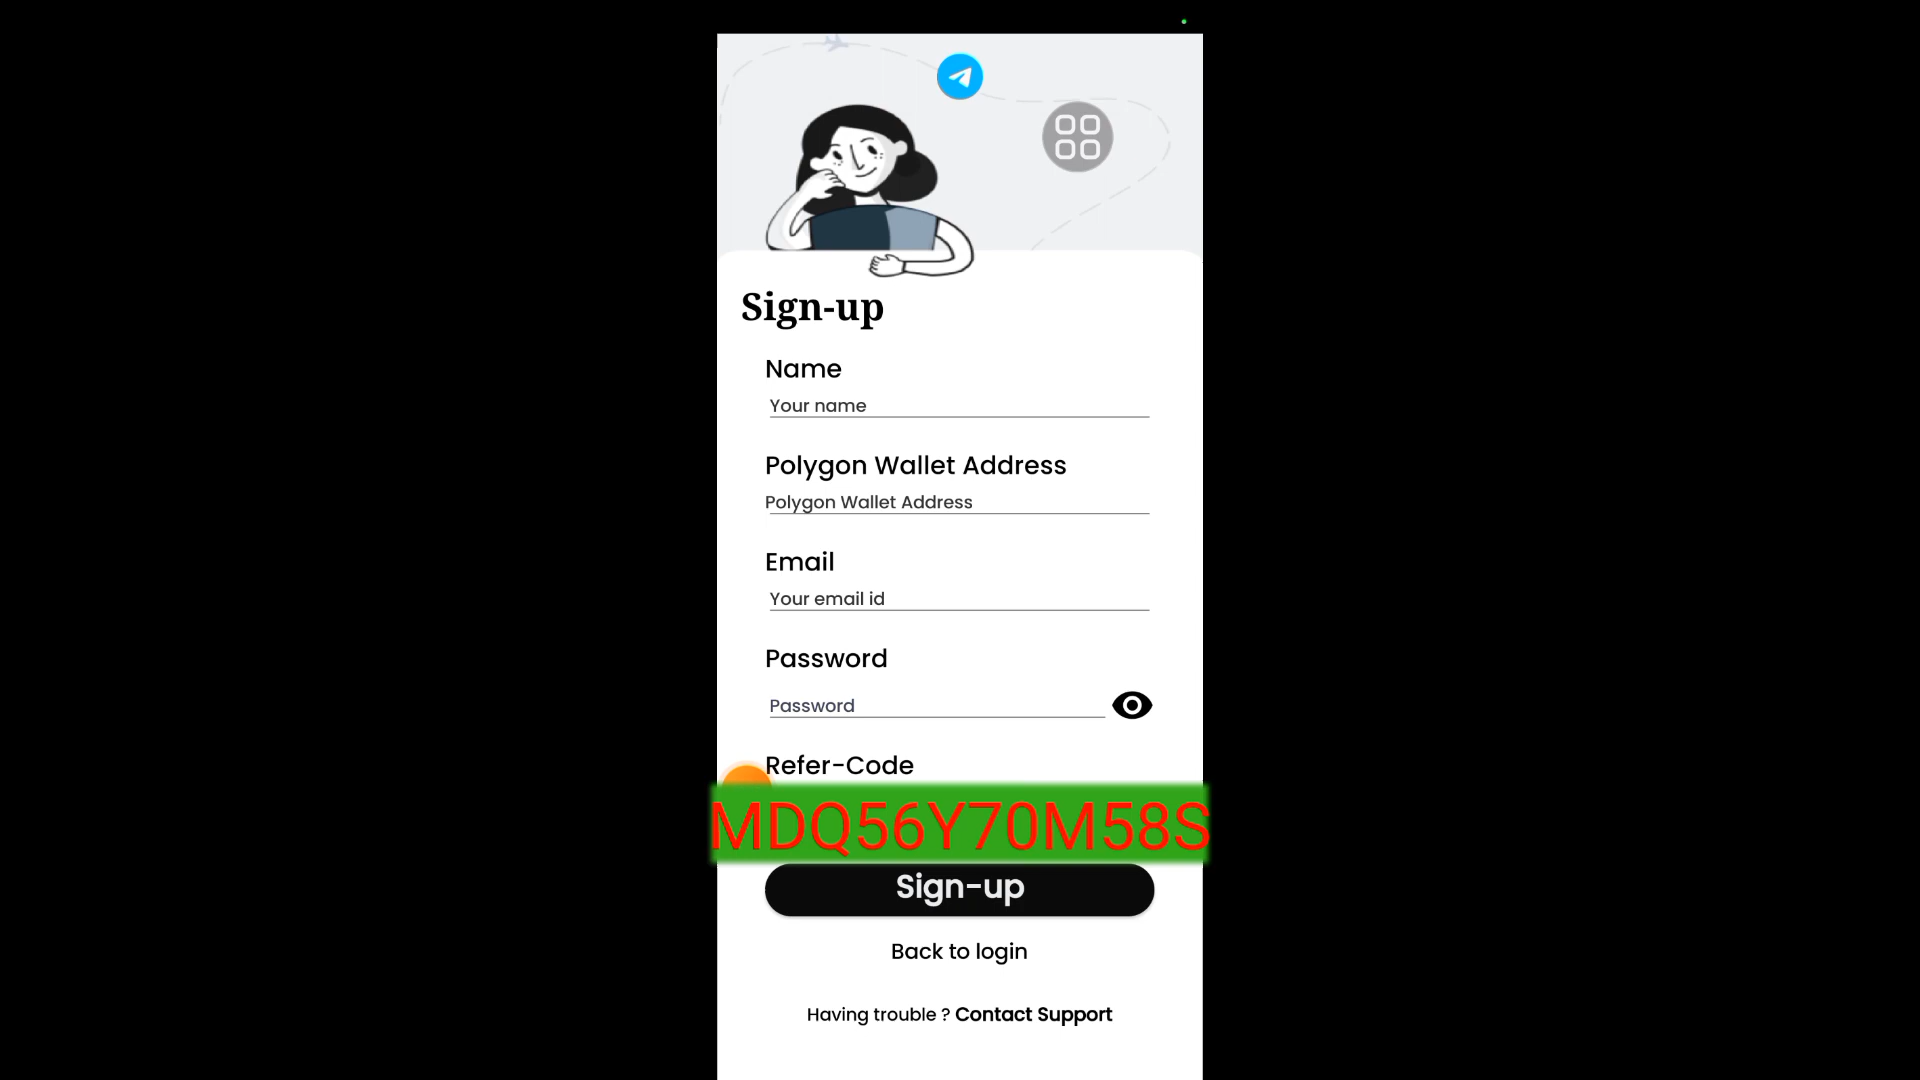 Sign-up
Name
Your name
Polygon Wallet Address
Polygon Wallet Address
Email
Your email id
Password
Password
Refer-Code
MDQ56Y70M58S
Sign-up
Back to login
Having trouble ? Contact Support